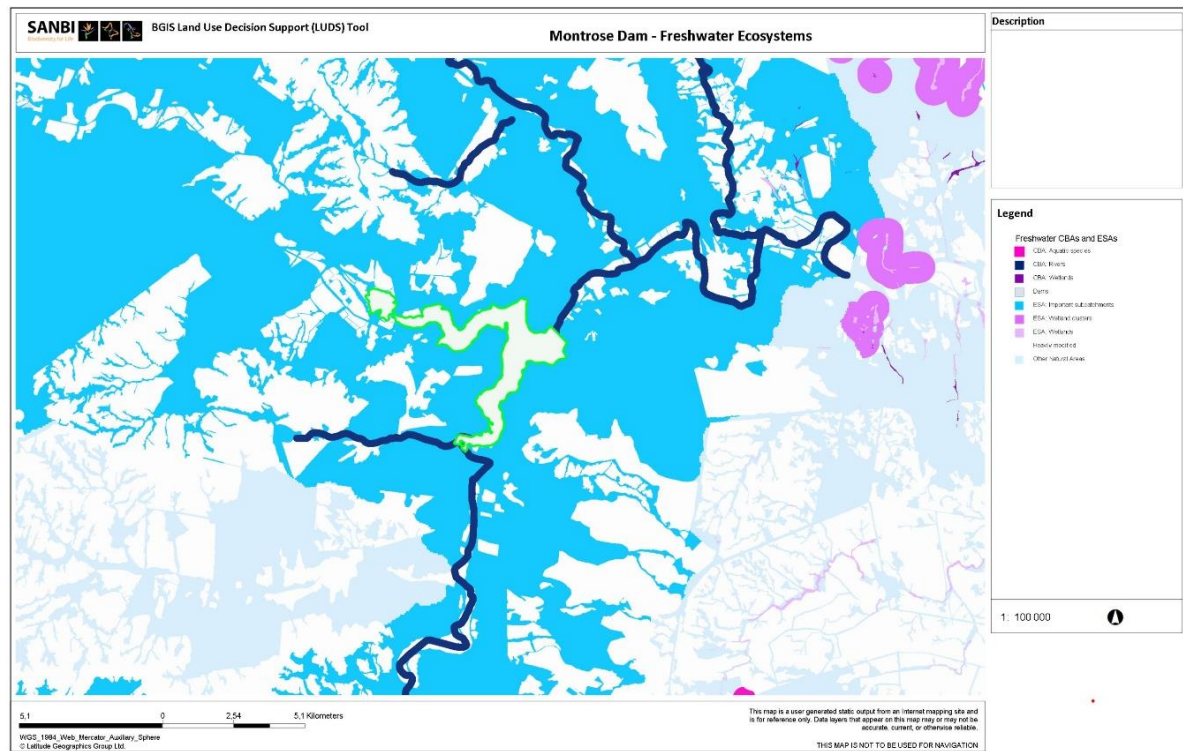 SANBI
Biodiversity for Life
BGIS Land Use Decision Support (LUDS) Tool
Montrose Dam - Freshwater Ecosystems
Description
Legend
Freshwater CBAs and ESAs
CBA: Aquatic species
CBA: Rivers
CBA: Wetlands
Dams
ESA: Important subcatchments
ESA: Wetland clusters
ESA: Wetlands
Heavily modified
Other Natural Areas
1: 100 000
5,1 0 2,54 5,1 Kilometers
WGS_1984_Web_Mercator_Auxiliary_Sphere
© Latitude Geographics Group Ltd.
This map is a user generated static output from an Internet mapping site and
is for reference only. Data layers that appear on this map may or may not be
accurate, current, or otherwise reliable.
THIS MAP IS NOT TO BE USED FOR NAVIGATION